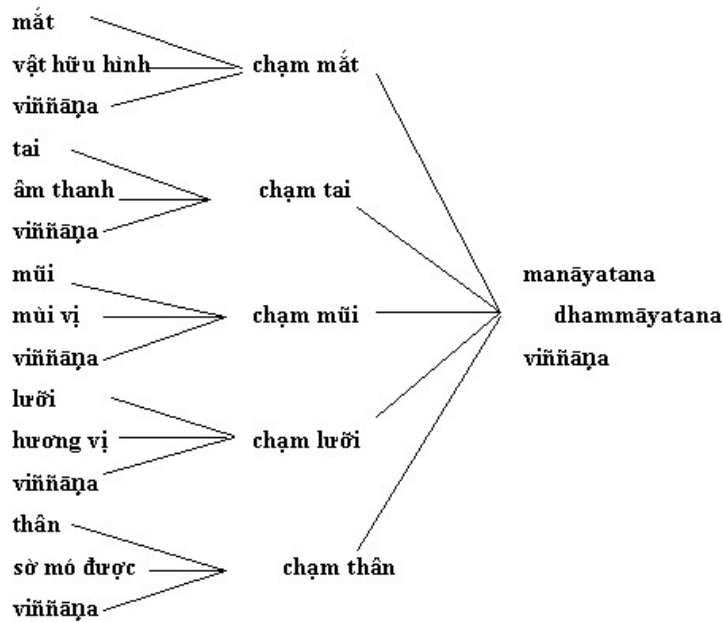 mắt
vật hữu hình
viññāṇa
chạm mắt
tai
âm thanh
viññāṇa
chạm tai
mũi
mùi vị
viññāṇa
chạm mũi
lưỡi
hương vị
viññāṇa
chạm lưỡi
thân
sờ mó được
viññāṇa
chạm thân
manāyatana
dhammāyatana
viññāṇa